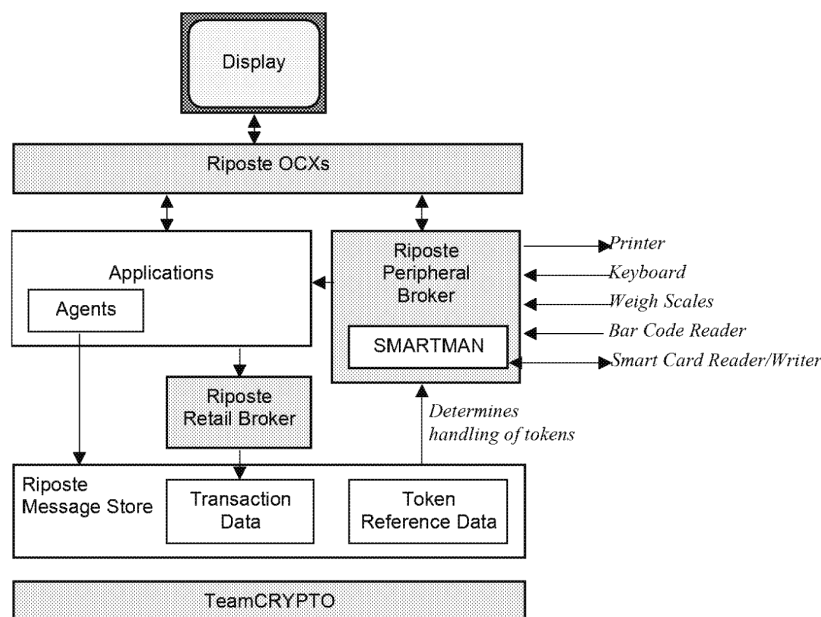 Display
Riposte OCXs
Applications
Agents
Riposte
Peripheral
Broker
SMARTMAN
Printer
Keyboard
Weigh Scales
Bar Code Reader
Smart Card Reader/Writer
Riposte
Retail Broker
Determines
handling of tokens
Riposte
Message Store
Transaction
Data
Token
Reference Data
TeamCRYPTO